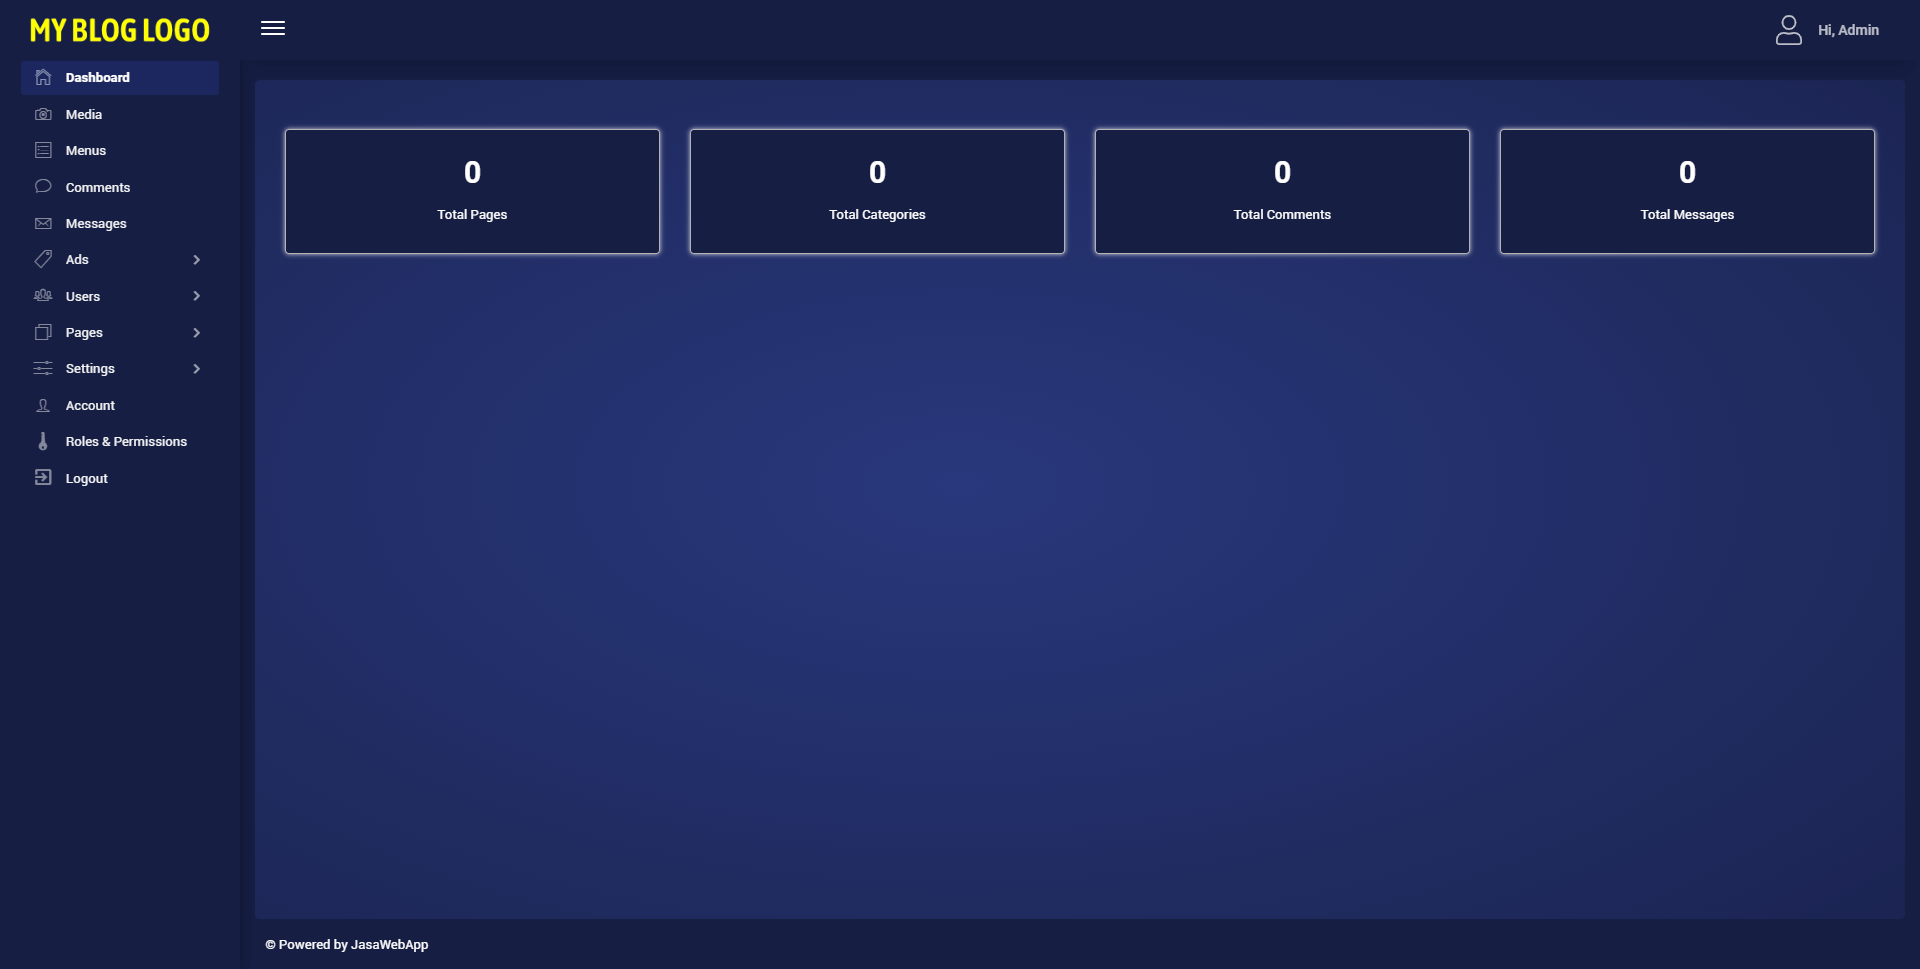 MY BLOG LOGO
Hi, Admin
Dashboard
Media
Menus
Comments
Messages
Ads
Users
Pages
Settings
Account
Roles & Permissions
Logout
0
Total Pages
0
Total Categories
0
Total Comments
0
Total Messages
© Powered by JasaWebApp